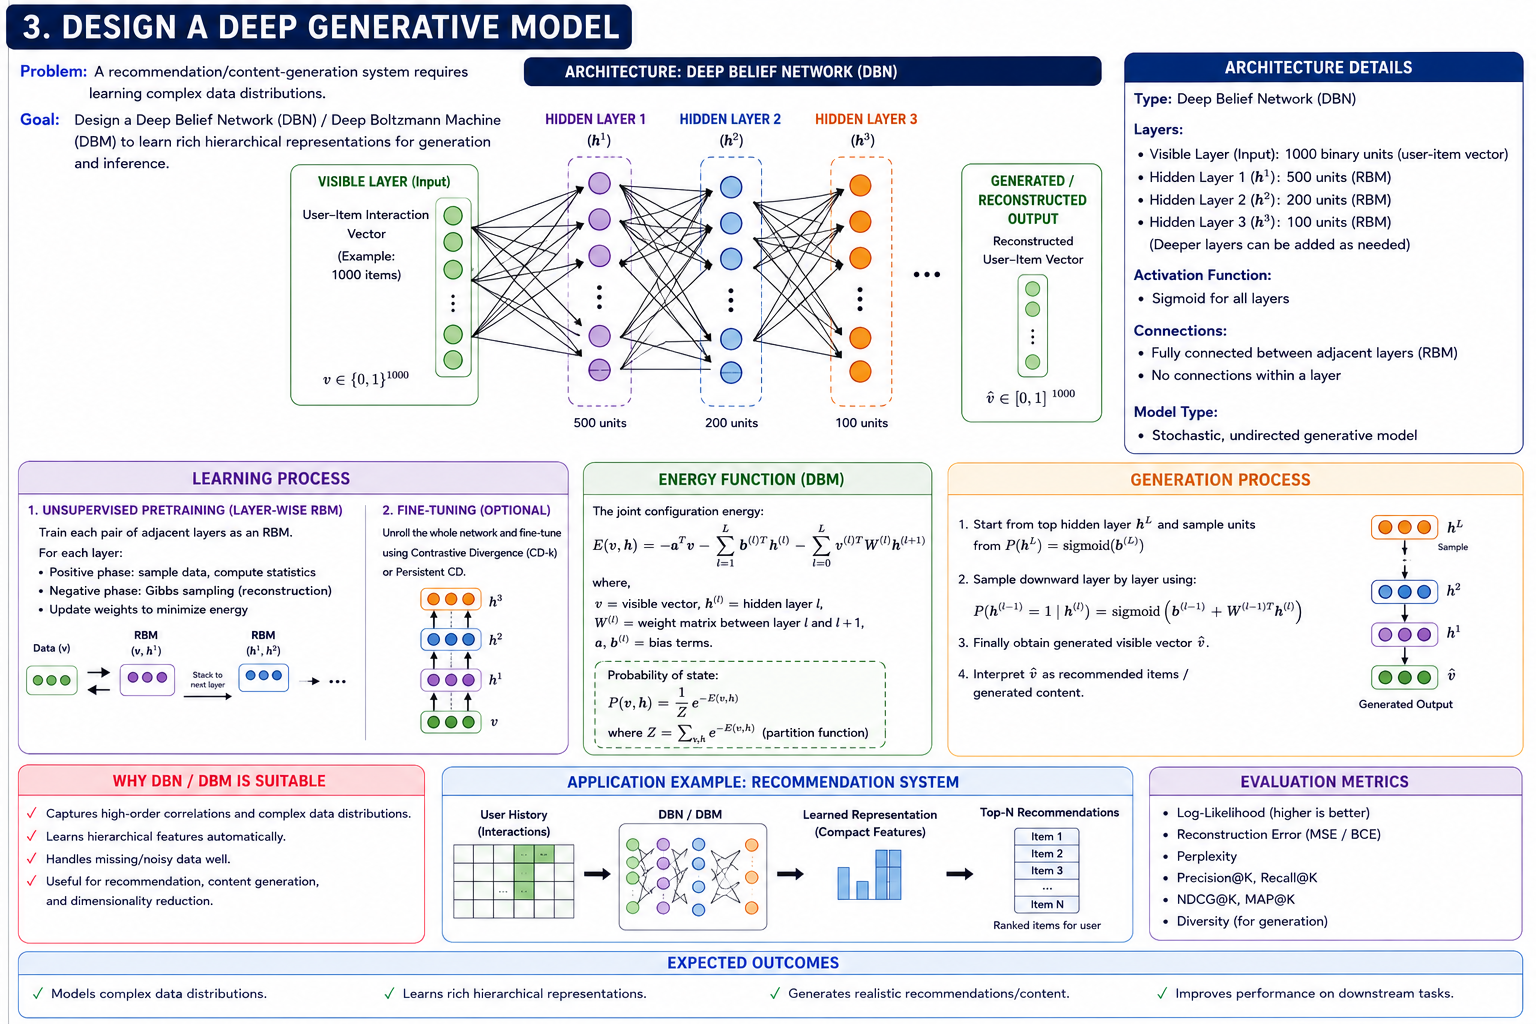 3. DESIGN A DEEP GENERATIVE MODEL
Problem: A recommendation/content-generation system requires
learning complex data distributions.
Goal: Design a Deep Belief Network (DBN) / Deep Boltzmann Machine
(DBM) to learn rich hierarchical representations for generation
and inference.
ARCHITECTURE: DEEP BELIEF NETWORK (DBN)
VISIBLE LAYER (Input)
User–Item Interaction
Vector
(Example:
1000 items)
v ∈ {0, 1}^1000
HIDDEN LAYER 1
(h¹)
500 units
HIDDEN LAYER 2
(h²)
200 units
HIDDEN LAYER 3
(h³)
100 units
...
GENERATED /
RECONSTRUCTED
OUTPUT
Reconstructed
User–Item Vector
v̂ ∈ [0, 1]^1000
ARCHITECTURE DETAILS
Type: Deep Belief Network (DBN)
Layers:
• Visible Layer (Input): 1000 binary units (user-item vector)
• Hidden Layer 1 (h¹): 500 units (RBM)
• Hidden Layer 2 (h²): 200 units (RBM)
• Hidden Layer 3 (h³): 100 units (RBM)
(Deeper layers can be added as needed)
Activation Function:
• Sigmoid for all layers
Connections:
• Fully connected between adjacent layers (RBM)
• No connections within a layer
Model Type:
• Stochastic, undirected generative model
LEARNING PROCESS
1. UNSUPERVISED PRETRAINING (LAYER-WISE RBM)
Train each pair of adjacent layers as an RBM.
For each layer:
• Positive phase: sample data, compute statistics
• Negative phase: Gibbs sampling (reconstruction)
• Update weights to minimize energy
Data (v)
RBM
(v, h¹)
Stack to
next layer
RBM
(h¹, h²)
...
2. FINE-TUNING (OPTIONAL)
Unroll the whole network and fine-tune
using Contrastive Divergence (CD-k)
or Persistent CD.
h³
h²
h¹
v
ENERGY FUNCTION (DBM)
The joint configuration energy:
E(v, h) = −a^T v − ∑_{l=1}^{L} b^{(l)T} h^{(l)} − ∑_{l=0}^{L} v^{(l)T} W^{(l)} h^{(l+1)}
where,
v = visible vector, h^{(l)} = hidden layer l,
W^{(l)} = weight matrix between layer l and l + 1,
a, b^{(l)} = bias terms.
Probability of state:
P(v, h) = 1/Z e^{−E(v,h)}
where Z = ∑_{v,h} e^{−E(v,h)} (partition function)
GENERATION PROCESS
1. Start from top hidden layer h^L and sample units
from P(h^L) = sigmoid(b^{(L)})
2. Sample downward layer by layer using:
P(h^{(l−1)} = 1 | h^{(l)}) = sigmoid (b^{(l−1)} + W^{(l−1)T} h^{(l)})
3. Finally obtain generated visible vector v̂.
4. Interpret v̂ as recommended items /
generated content.
h^L
Sample
h²
h¹
v̂
Generated Output
WHY DBN / DBM IS SUITABLE
✓ Captures high-order correlations and complex data distributions.
✓ Learns hierarchical features automatically.
✓ Handles missing/noisy data well.
✓ Useful for recommendation, content generation,
and dimensionality reduction.
APPLICATION EXAMPLE: RECOMMENDATION SYSTEM
User History
(Interactions)
DBN / DBM
Learned Representation
(Compact Features)
Top-N Recommendations
Item 1
Item 2
Item 3
...
Item N
Ranked items for user
EVALUATION METRICS
• Log-Likelihood (higher is better)
• Reconstruction Error (MSE / BCE)
• Perplexity
• Precision@K, Recall@K
• NDCG@K, MAP@K
• Diversity (for generation)
EXPECTED OUTCOMES
✓ Models complex data distributions.
✓ Learns rich hierarchical representations.
✓ Generates realistic recommendations/content.
✓ Improves performance on downstream tasks.